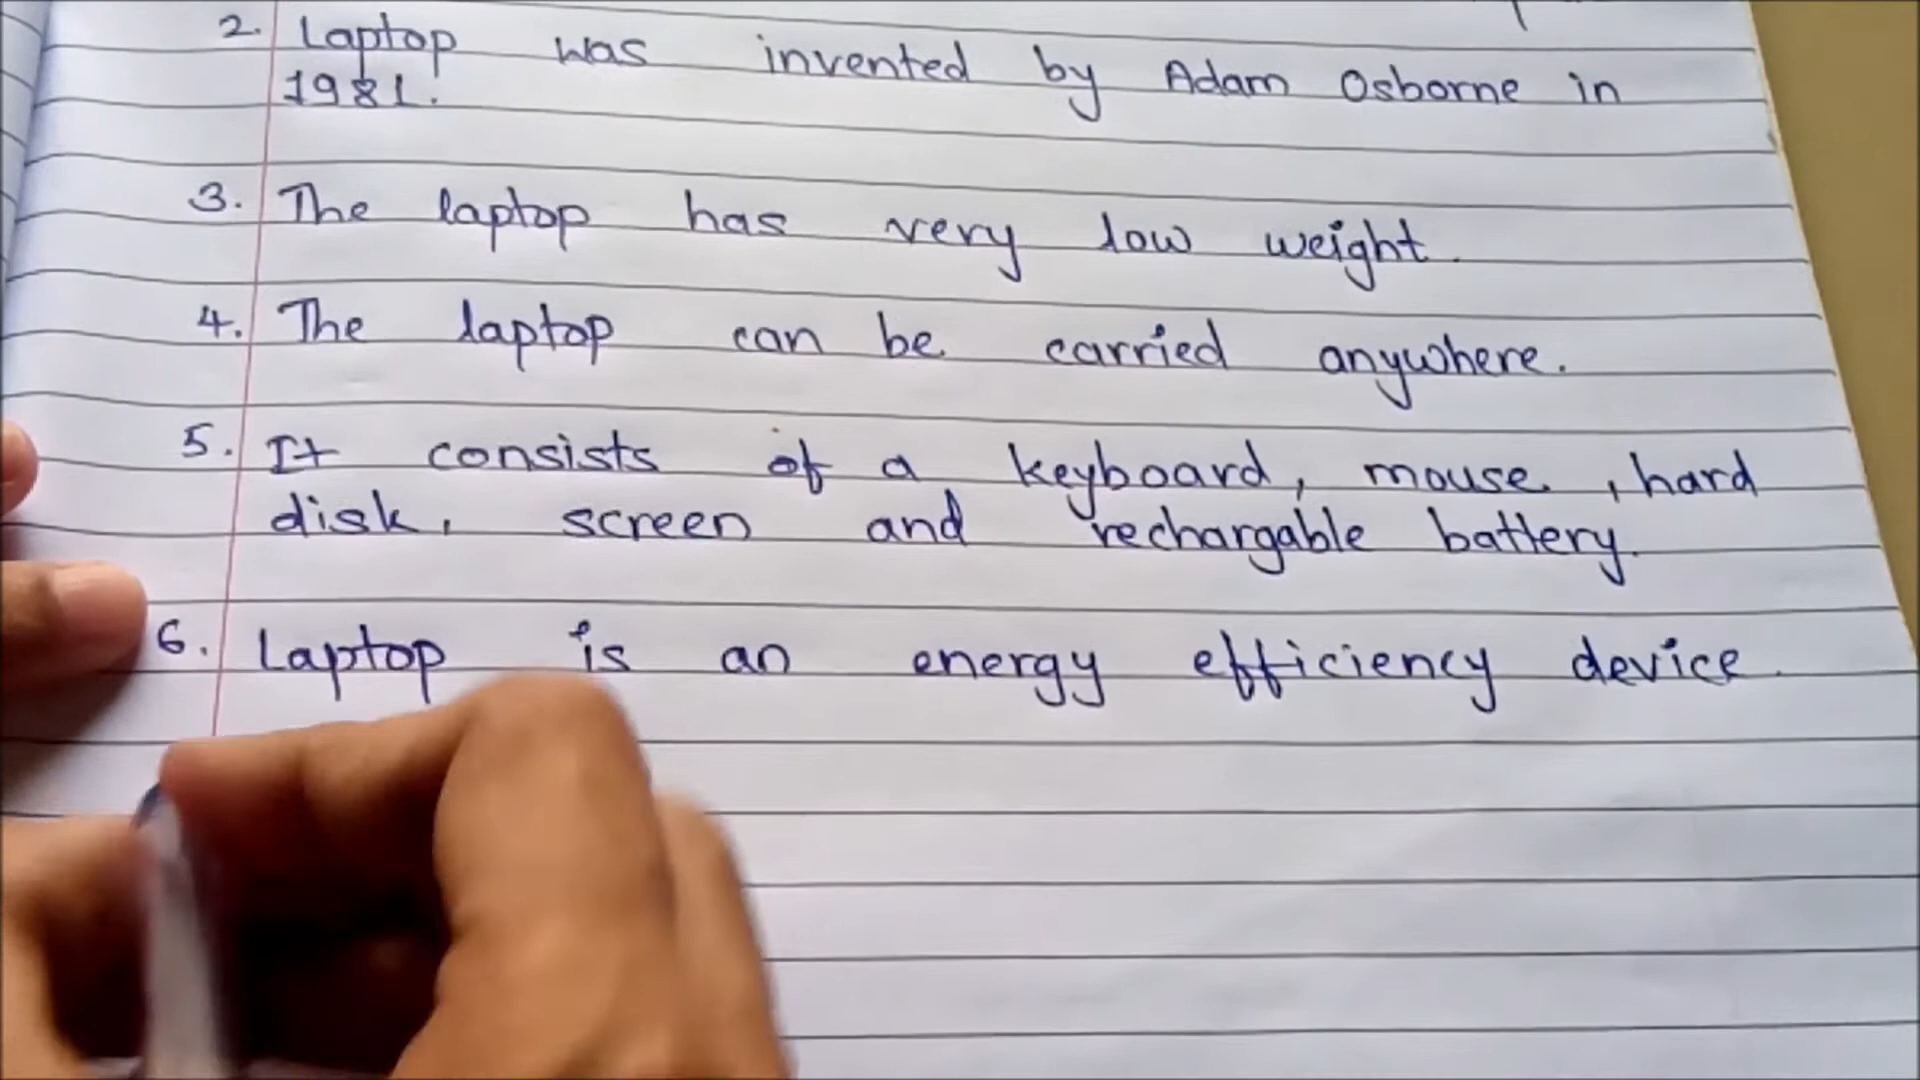 2. Laptop was invented by Adam Osborne in
1981.
3. The laptop has very low weight.
4. The laptop can be carried anywhere.
5. It consists of a keyboard, mouse, hard
disk, screen and rechargable battery.
6. Laptop is an energy efficiency device.